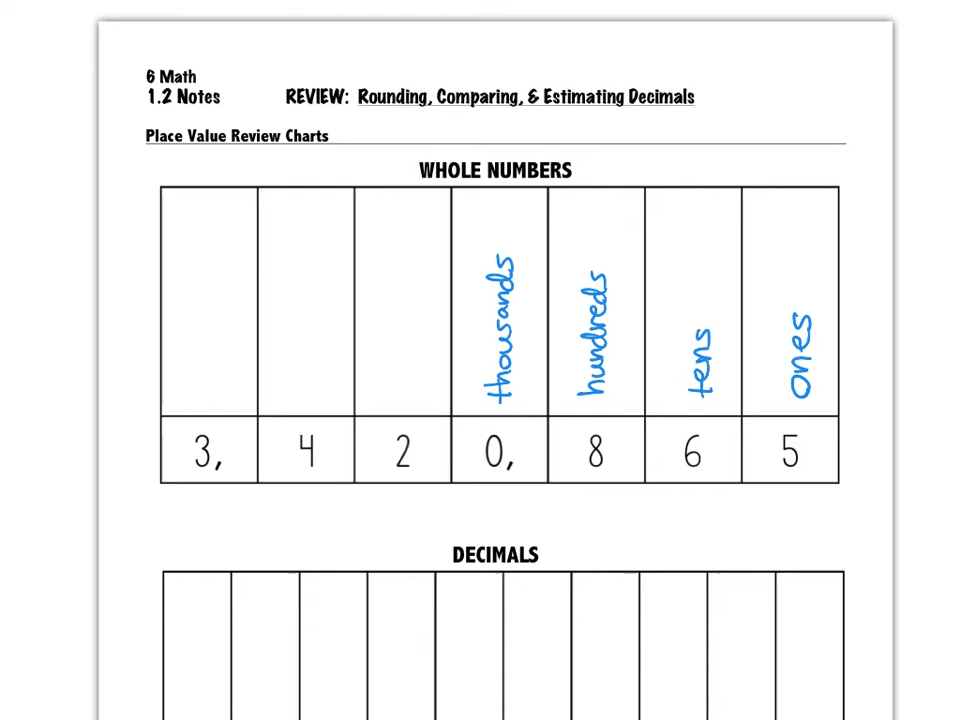 6 Math
1.2 Notes REVIEW: Rounding, Comparing, & Estimating Decimals
Place Value Review Charts
WHOLE NUMBERS
thousands hundreds tens ones
3, 4 2 0, 8 6 5
DECIMALS